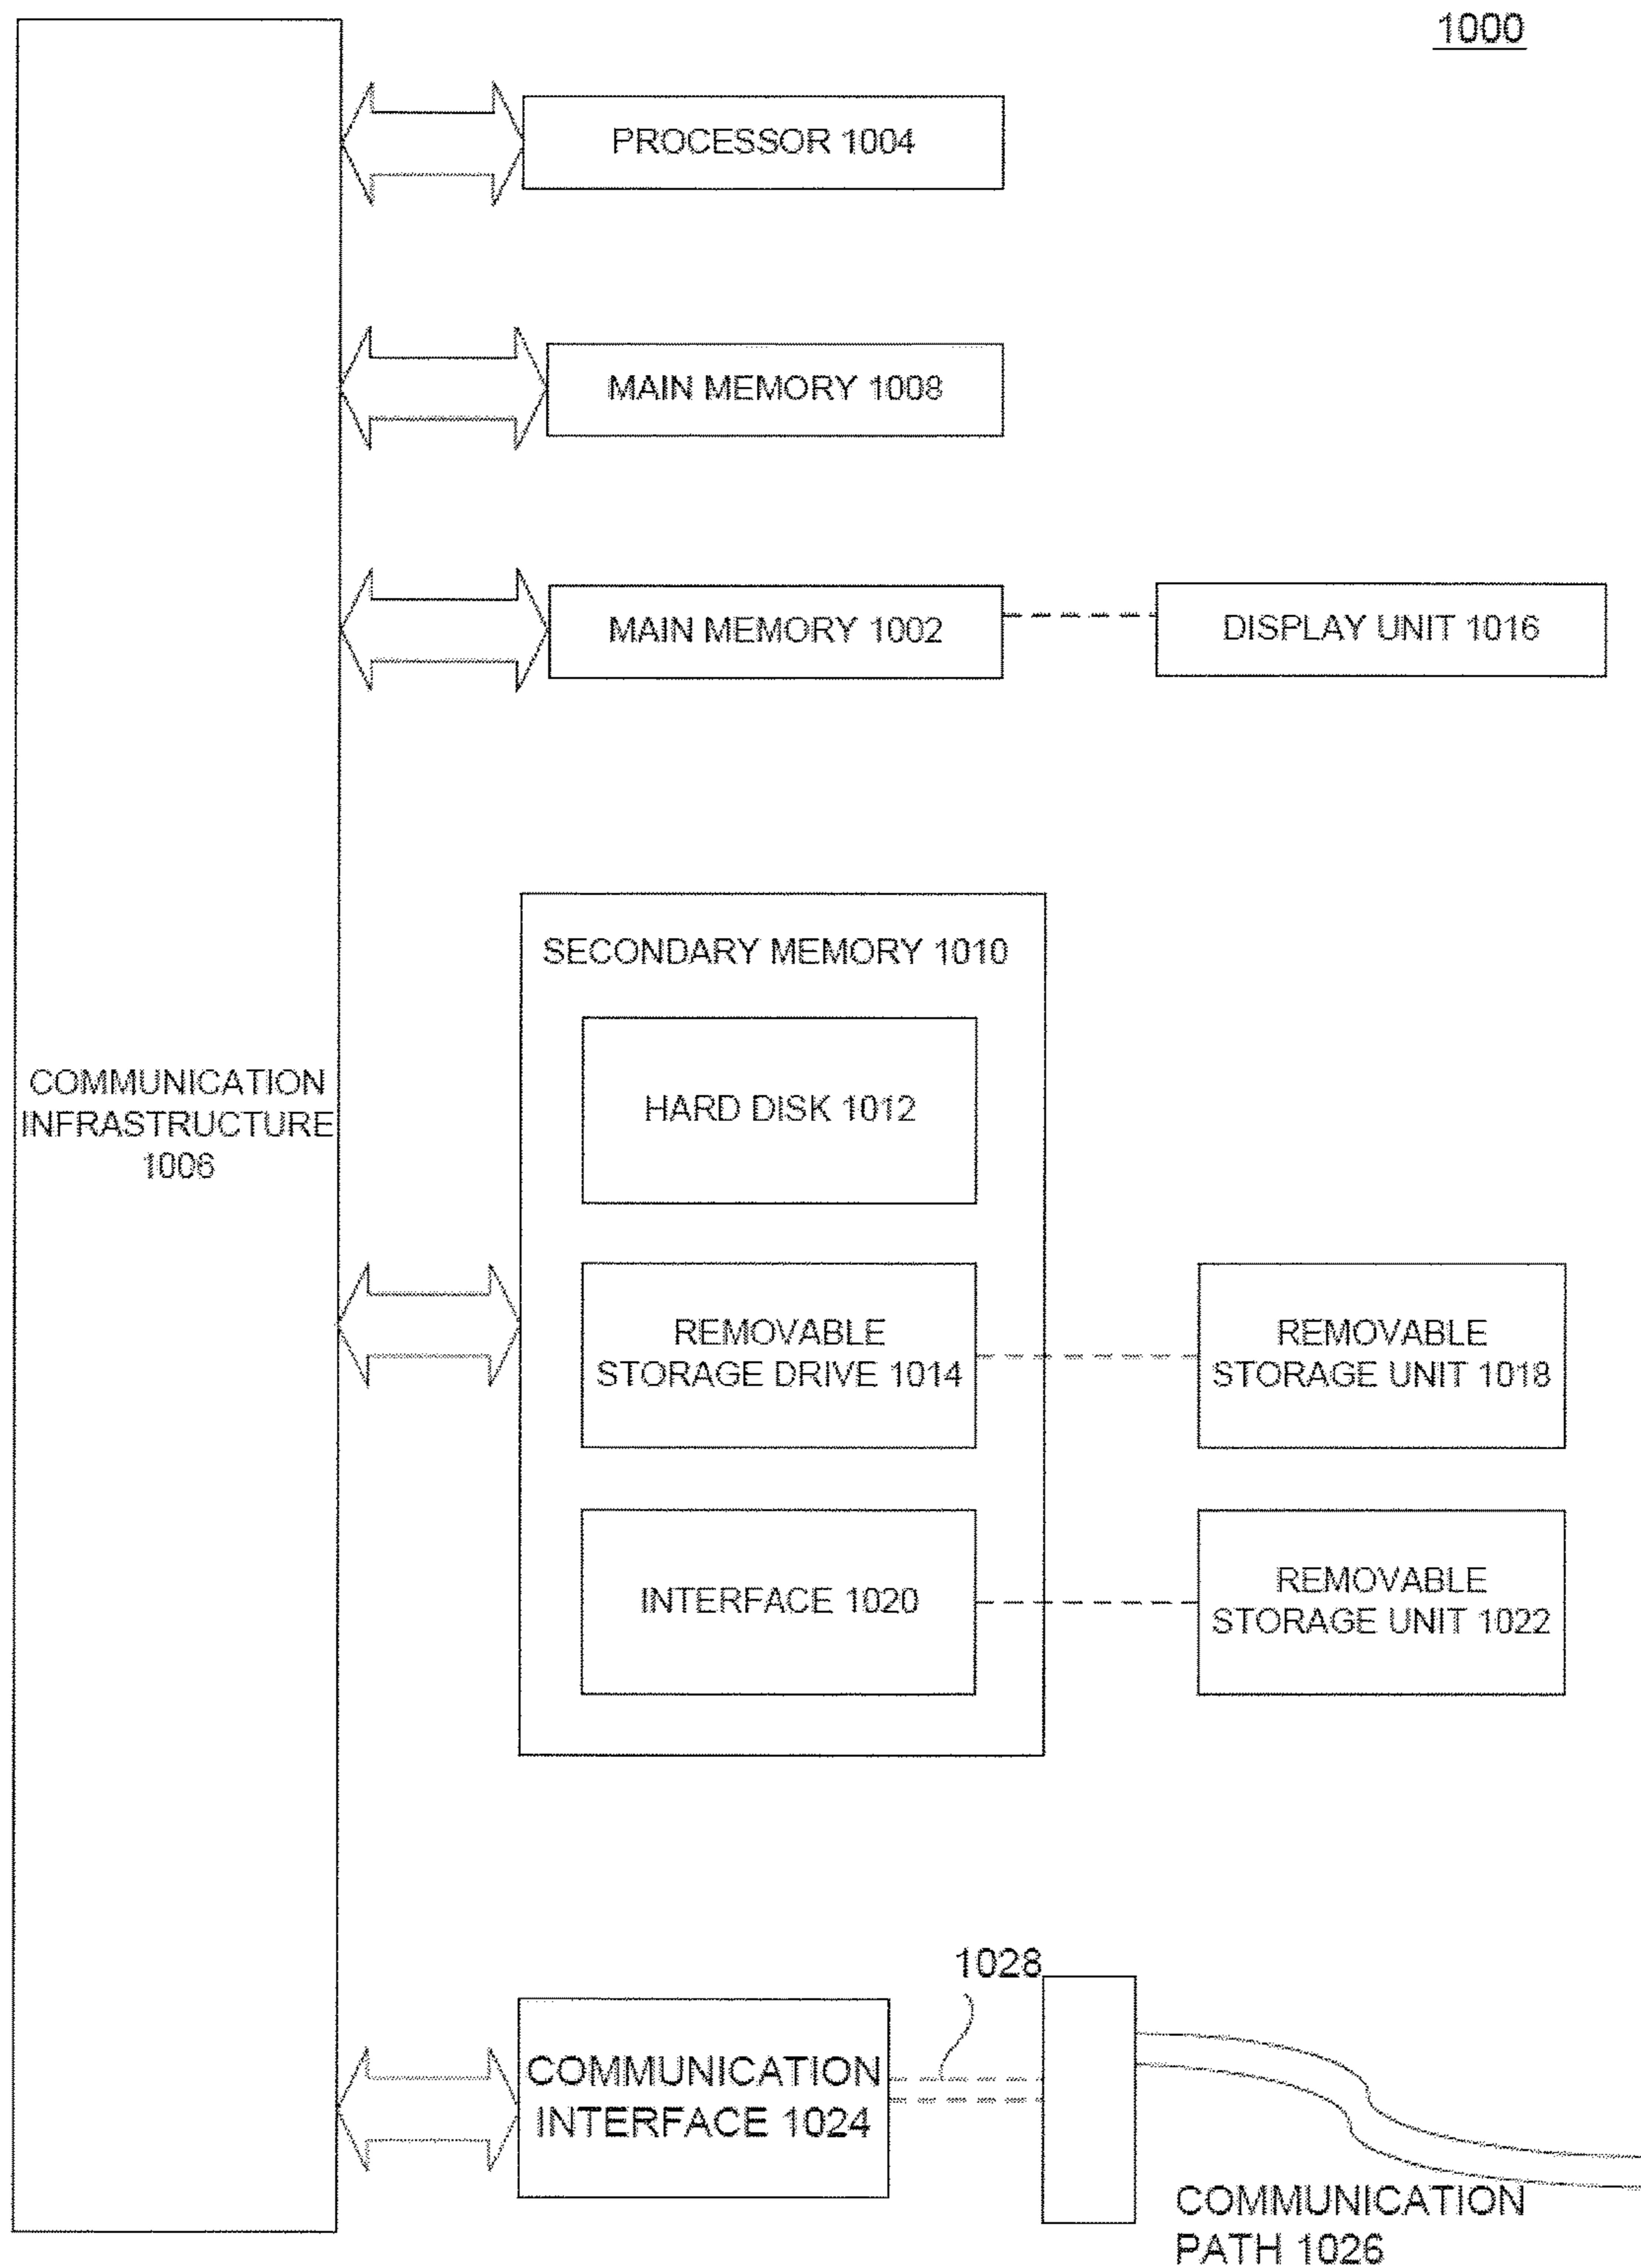 1000
PROCESSOR 1004
MAIN MEMORY 1008
MAIN MEMORY 1002
DISPLAY UNIT 1016
SECONDARY MEMORY 1010
COMMUNICATION
INFRASTRUCTURE
1006
HARD DISK 1012
REMOVABLE
STORAGE DRIVE 1014
REMOVABLE
STORAGE UNIT 1018
INTERFACE 1020
REMOVABLE
STORAGE UNIT 1022
1028
COMMUNICATION
INTERFACE 1024
COMMUNICATION
PATH 1026